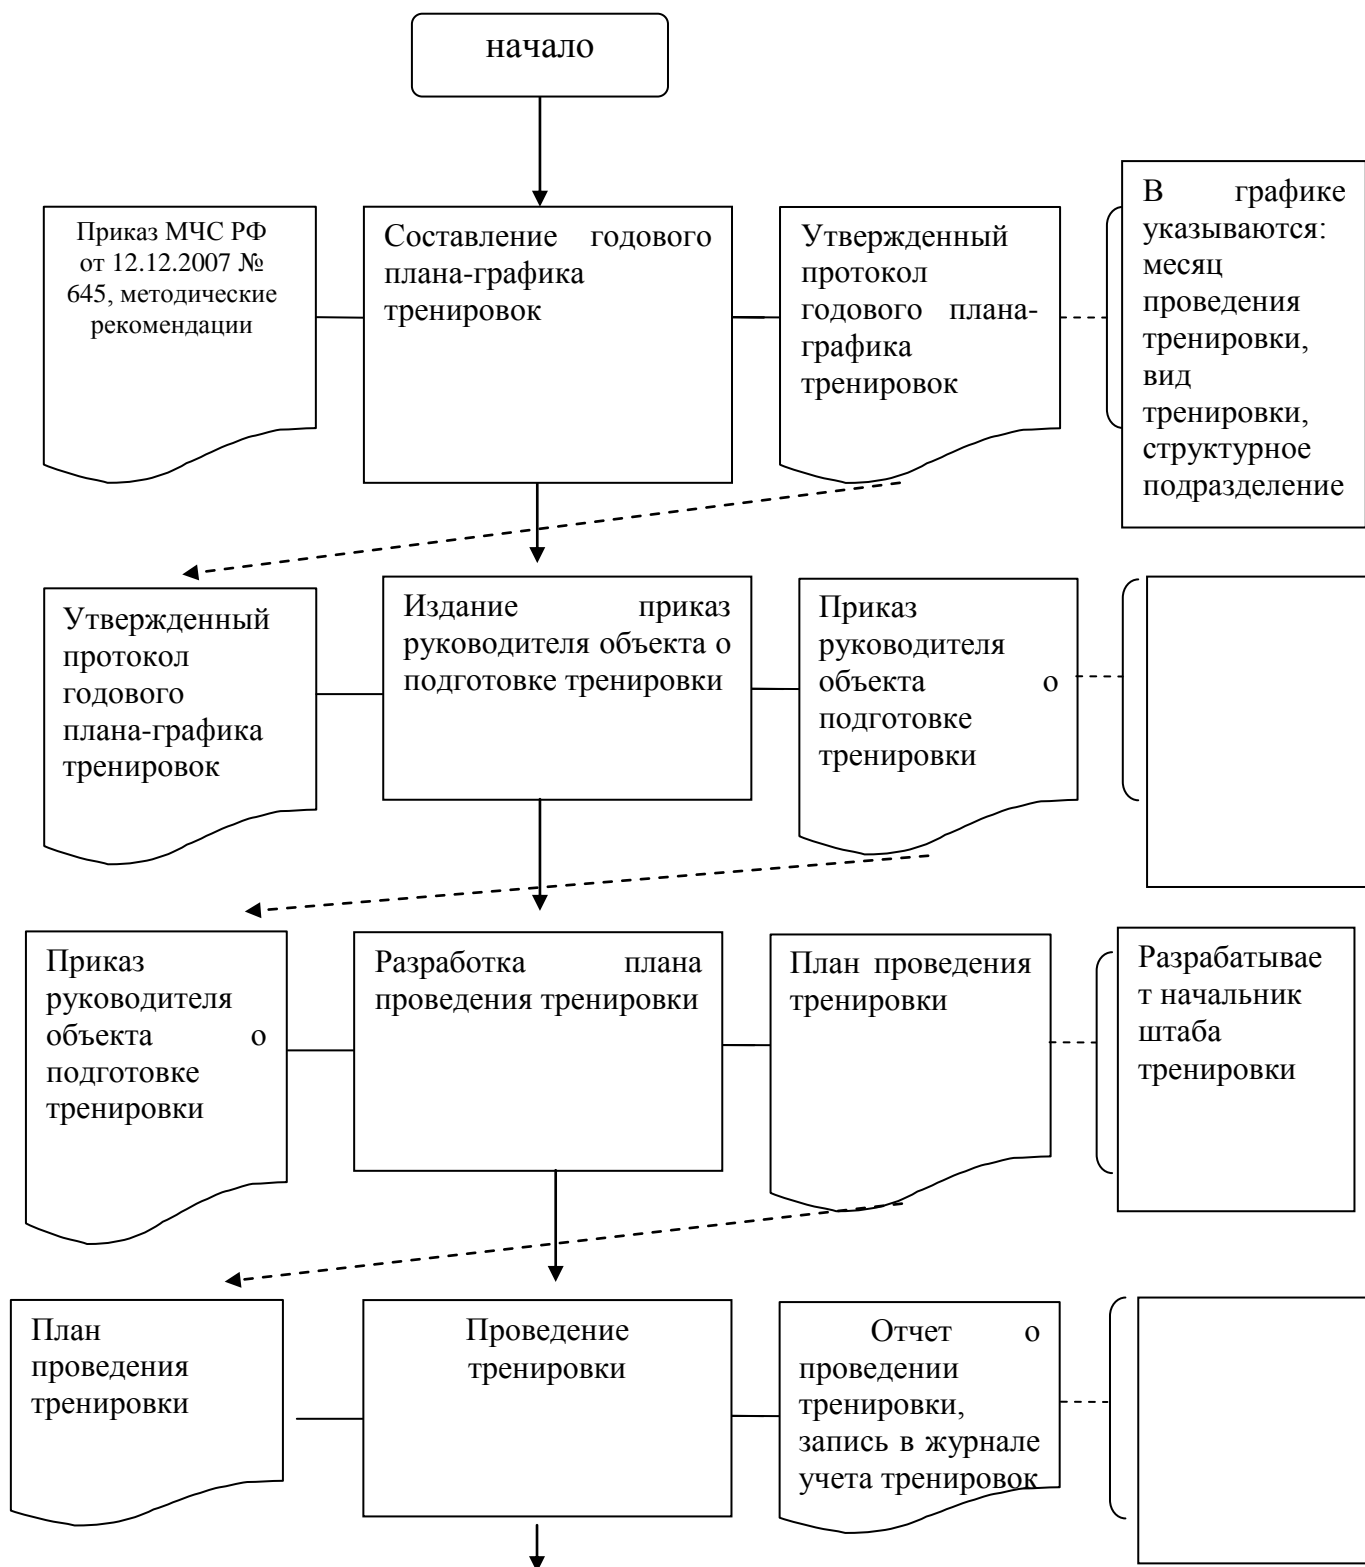 начало
Приказ МЧС РФ
от 12.12.2007 №
645, методические
рекомендации
Составление годового
плана-графика
тренировок
Утвержденный
протокол
годового плана-
графика
тренировок
В графике
указываются:
месяц
проведения
тренировки,
вид
тренировки,
структурное
подразделение
Утвержденный
протокол
годового
плана-графика
тренировок
Издание приказ
руководителя объекта о
подготовке тренировки
Приказ
руководителя
объекта о
подготовке
тренировки
Приказ
руководителя
объекта о
подготовке
тренировки
Разработка плана
проведения тренировки
План проведения
тренировки
Разрабатывае
т начальник
штаба
тренировки
План
проведения
тренировки
Проведение
тренировки
Отчет о
проведении
тренировки,
запись в журнале
учета тренировок